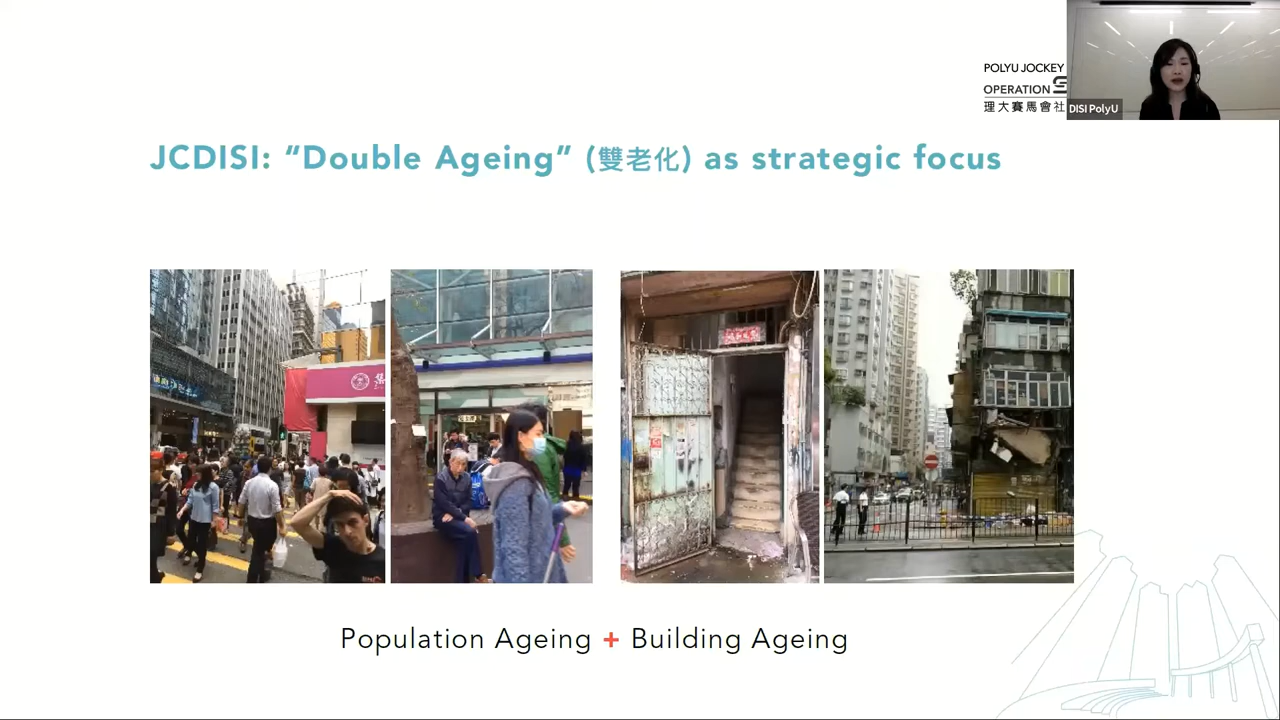 POLYU JOCKEY
OPERATION S
理大賽馬會社
DISI PolyU
JCDISI: “Double Ageing” (雙老化) as strategic focus
Population Ageing + Building Ageing